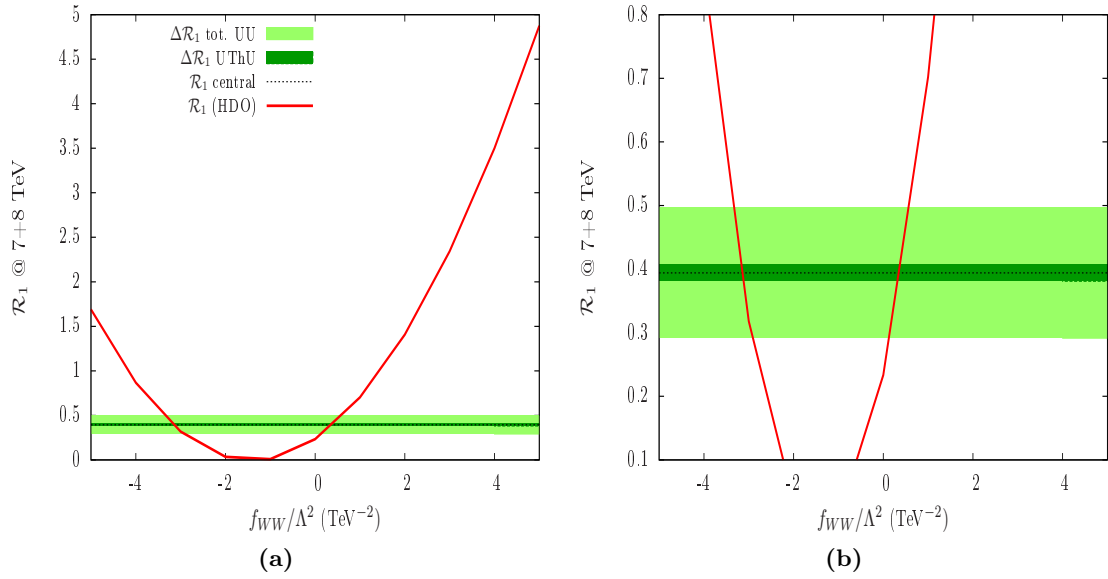 5
4.5
4
3.5
3
2.5
2
1.5
1
0.5
0
ΔR₁ tot. UU
ΔR₁ UThU
R₁ central
R₁ (HDO)
R₁ @ 7+8 TeV
-4 -2 0 2 4
f_WW/Λ² (TeV⁻²)
(a)
0.8
0.7
0.6
0.5
0.4
0.3
0.2
0.1
R₁ @ 7+8 TeV
-4 -2 0 2 4
f_WW/Λ² (TeV⁻²)
(b)